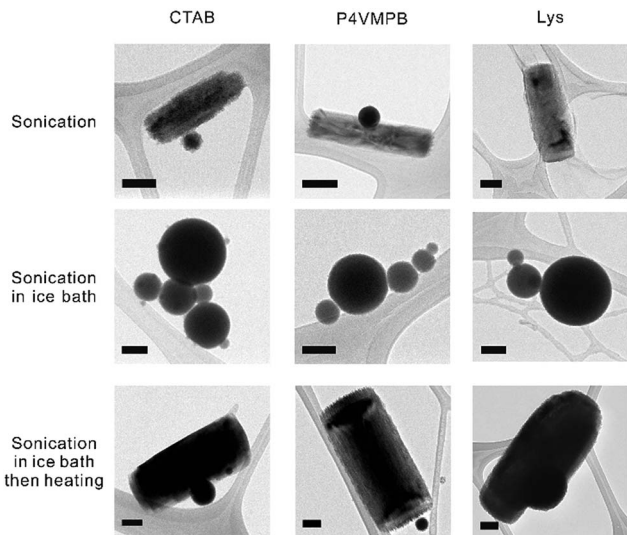 CTAB P4VMPB Lys
Sonication
Sonication
in ice bath
Sonication
in ice bath
then heating